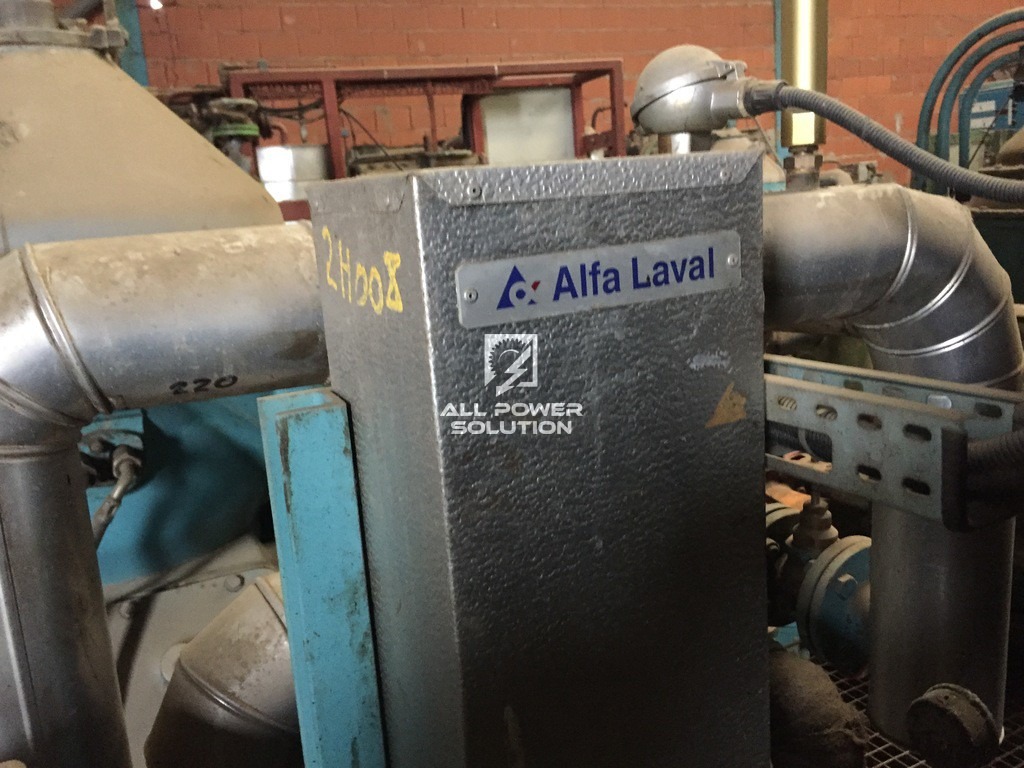 Alfa Laval
2H008
220
ALL POWER
SOLUTION